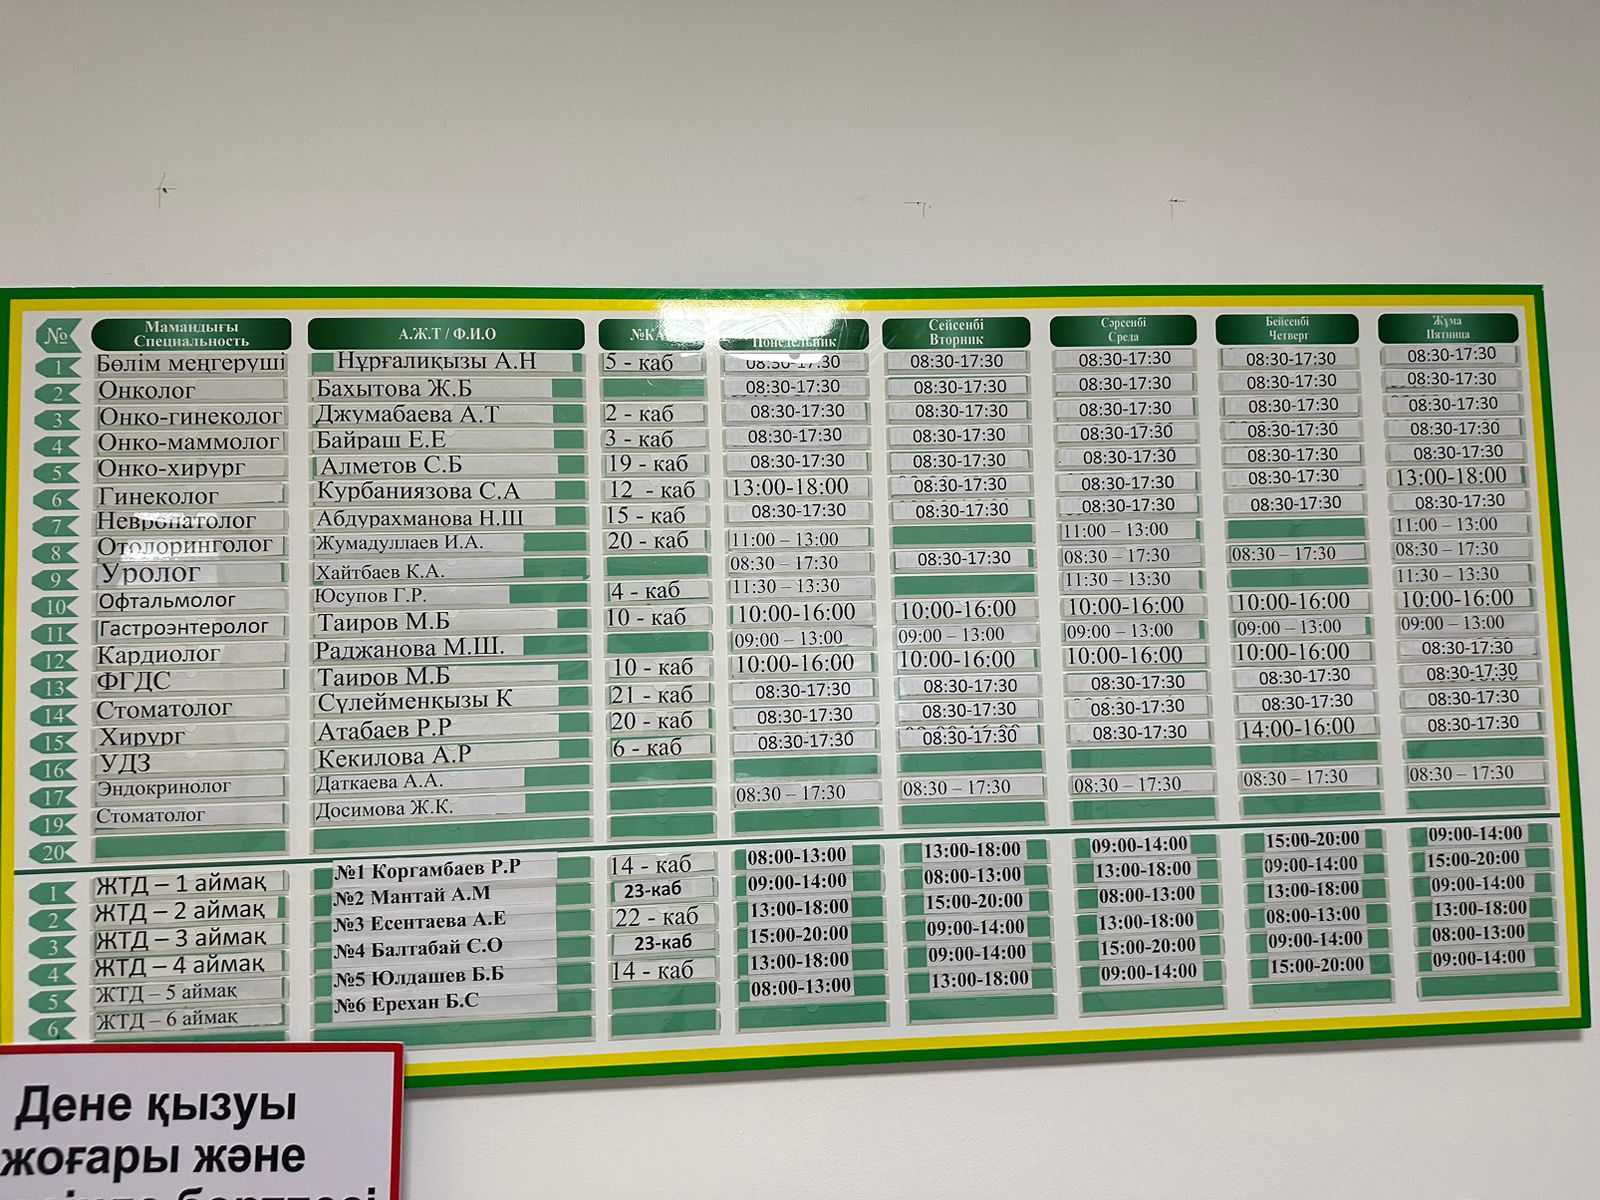 № Мамандығы Специальность А.Ж.Т / Ф.И.О Понедельник Сейсенбі Вторник Сәрсенбі Среда Бейсенбі Четверг Жұма Пятница
1 Бөлім меңгеруші Нұрғалиқызы А.Н 5 - каб 08:30-17:30 08:30-17:30 08:30-17:30 08:30-17:30 08:30-17:30
2 Онколог Бахытова Ж.Б 08:30-17:30 08:30-17:30 08:30-17:30 08:30-17:30 08:30-17:30
3 Онко-гинеколог Джумабаева А.Т 2 - каб 08:30-17:30 08:30-17:30 08:30-17:30 08:30-17:30 08:30-17:30
4 Онко-маммолог Байраш Е.Е 3 - каб 08:30-17:30 08:30-17:30 08:30-17:30 08:30-17:30 08:30-17:30
5 Онко-хирург Алметов С.Б 19 - каб 08:30-17:30 08:30-17:30 08:30-17:30 08:30-17:30 08:30-17:30
6 Гинеколог Курбаниязова С.А 12 - каб 13:00-18:00 08:30-17:30 08:30-17:30 08:30-17:30 13:00-18:00
7 Невропатолог Абдурахманова Н.Ш 15 - каб 08:30-17:30 08:30-17:30 08:30-17:30 08:30-17:30 08:30-17:30
8 Отолоринголог Жумадуллаев И.А. 20 - каб 11:00 – 13:00 11:00 – 13:00 11:00 – 13:00
9 Уролог Хайтбаев К.А. 08:30 – 17:30 08:30-17:30 08:30 – 17:30 08:30 – 17:30 08:30 – 17:30
10 Офтальмолог Юсупов Г.Р. 4 - каб 11:30 – 13:30 11:30 – 13:30 11:30 – 13:30
11 Гастроэнтеролог Таиров М.Б 10 - каб 10:00-16:00 10:00-16:00 10:00-16:00 10:00-16:00 10:00-16:00
12 Кардиолог Раджанова М.Ш. 09:00 – 13:00 09:00 – 13:00 09:00 – 13:00 09:00 – 13:00 09:00 – 13:00
13 ФГДС Таиров М.Б 10 - каб 10:00-16:00 10:00-16:00 10:00-16:00 10:00-16:00 08:30-17:30
14 Стоматолог Сүлейменқызы К 21 - каб 08:30-17:30 08:30-17:30 08:30-17:30 08:30-17:30 08:30-17:30
15 Хирург Атабаев Р.Р 20 - каб 08:30-17:30 08:30-17:30 08:30-17:30 08:30-17:30 08:30-17:30
16 УДЗ Кекилова А.Р 6 - каб 08:30-17:30 08:30-17:30 08:30-17:30 14:00-16:00 08:30-17:30
17 Эндокринолог Даткаева А.А.
19 Стоматолог Досимова Ж.К. 08:30 – 17:30 08:30 – 17:30 08:30 – 17:30 08:30 – 17:30 08:30 – 17:30
20
1 ЖТД – 1 аймақ №1 Коргамбаев Р.Р 14 - каб 08:00-13:00 13:00-18:00 09:00-14:00 15:00-20:00 09:00-14:00
2 ЖТД – 2 аймақ №2 Мантай А.М 23-каб 09:00-14:00 08:00-13:00 13:00-18:00 09:00-14:00 15:00-20:00
3 ЖТД – 3 аймақ №3 Есентаева А.Е 22 - каб 13:00-18:00 15:00-20:00 08:00-13:00 13:00-18:00 09:00-14:00
4 ЖТД – 4 аймақ №4 Балтабай С.О 23-каб 15:00-20:00 09:00-14:00 13:00-18:00 08:00-13:00 13:00-18:00
5 ЖТД – 5 аймақ №5 Юлдашев Б.Б 14 - каб 13:00-18:00 09:00-14:00 15:00-20:00 09:00-14:00 08:00-13:00
6 ЖТД – 6 аймақ №6 Ерехан Б.С 08:00-13:00 13:00-18:00 09:00-14:00 15:00-20:00 09:00-14:00
Дене қызуы
жоғары және